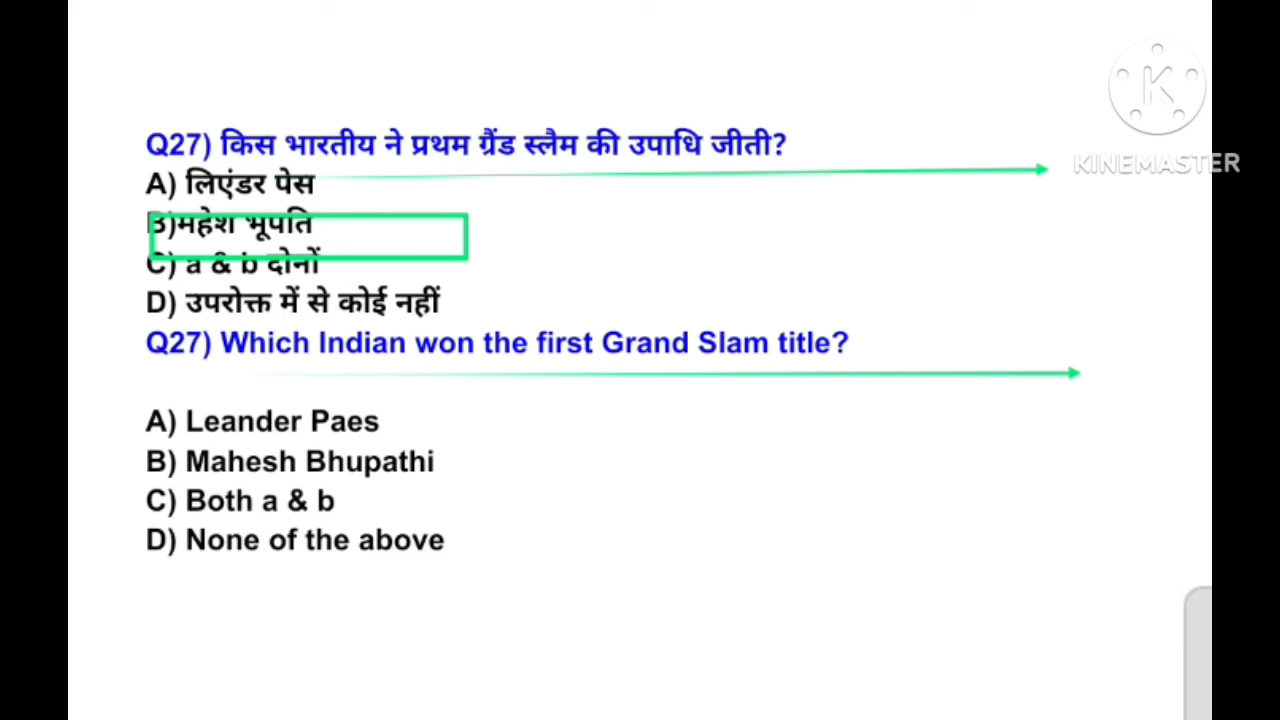 Q27) किस भारतीय ने प्रथम ग्रैंड स्लैम की उपाधि जीती?
A) लिएंडर पेस
B)महेश भूपति
C) a & b दोनों
D) उपरोक्त में से कोई नहीं
Q27) Which Indian won the first Grand Slam title?
A) Leander Paes
B) Mahesh Bhupathi
C) Both a & b
D) None of the above
K
KINEMASTER